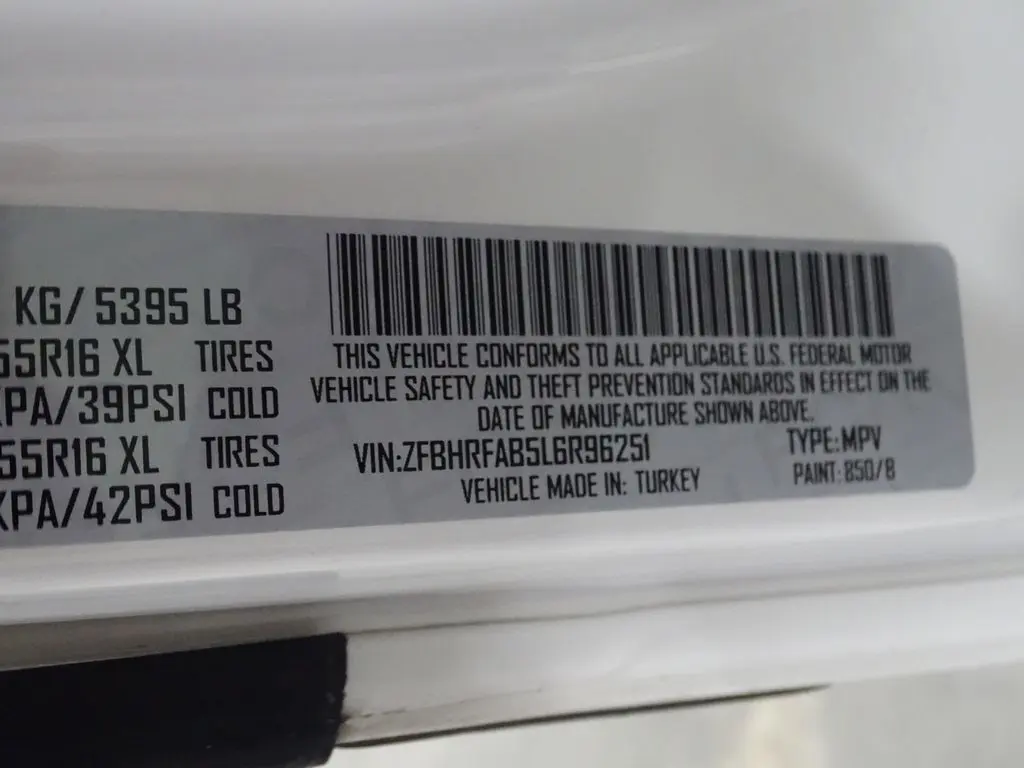 KG/ 5395 LB
55R16 XL TIRES
KPA/39PSI COLD
55R16 XL TIRES
KPA/42PSI COLD
THIS VEHICLE CONFORMS TO ALL APPLICABLE U.S. FEDERAL MOTOR
VEHICLE SAFETY AND THEFT PREVENTION STANDARDS IN EFFECT ON THE
DATE OF MANUFACTURE SHOWN ABOVE.
VIN:ZFBHRFAB5L6R96251 TYPE:MPV
VEHICLE MADE IN: TURKEY PAINT: 850/8